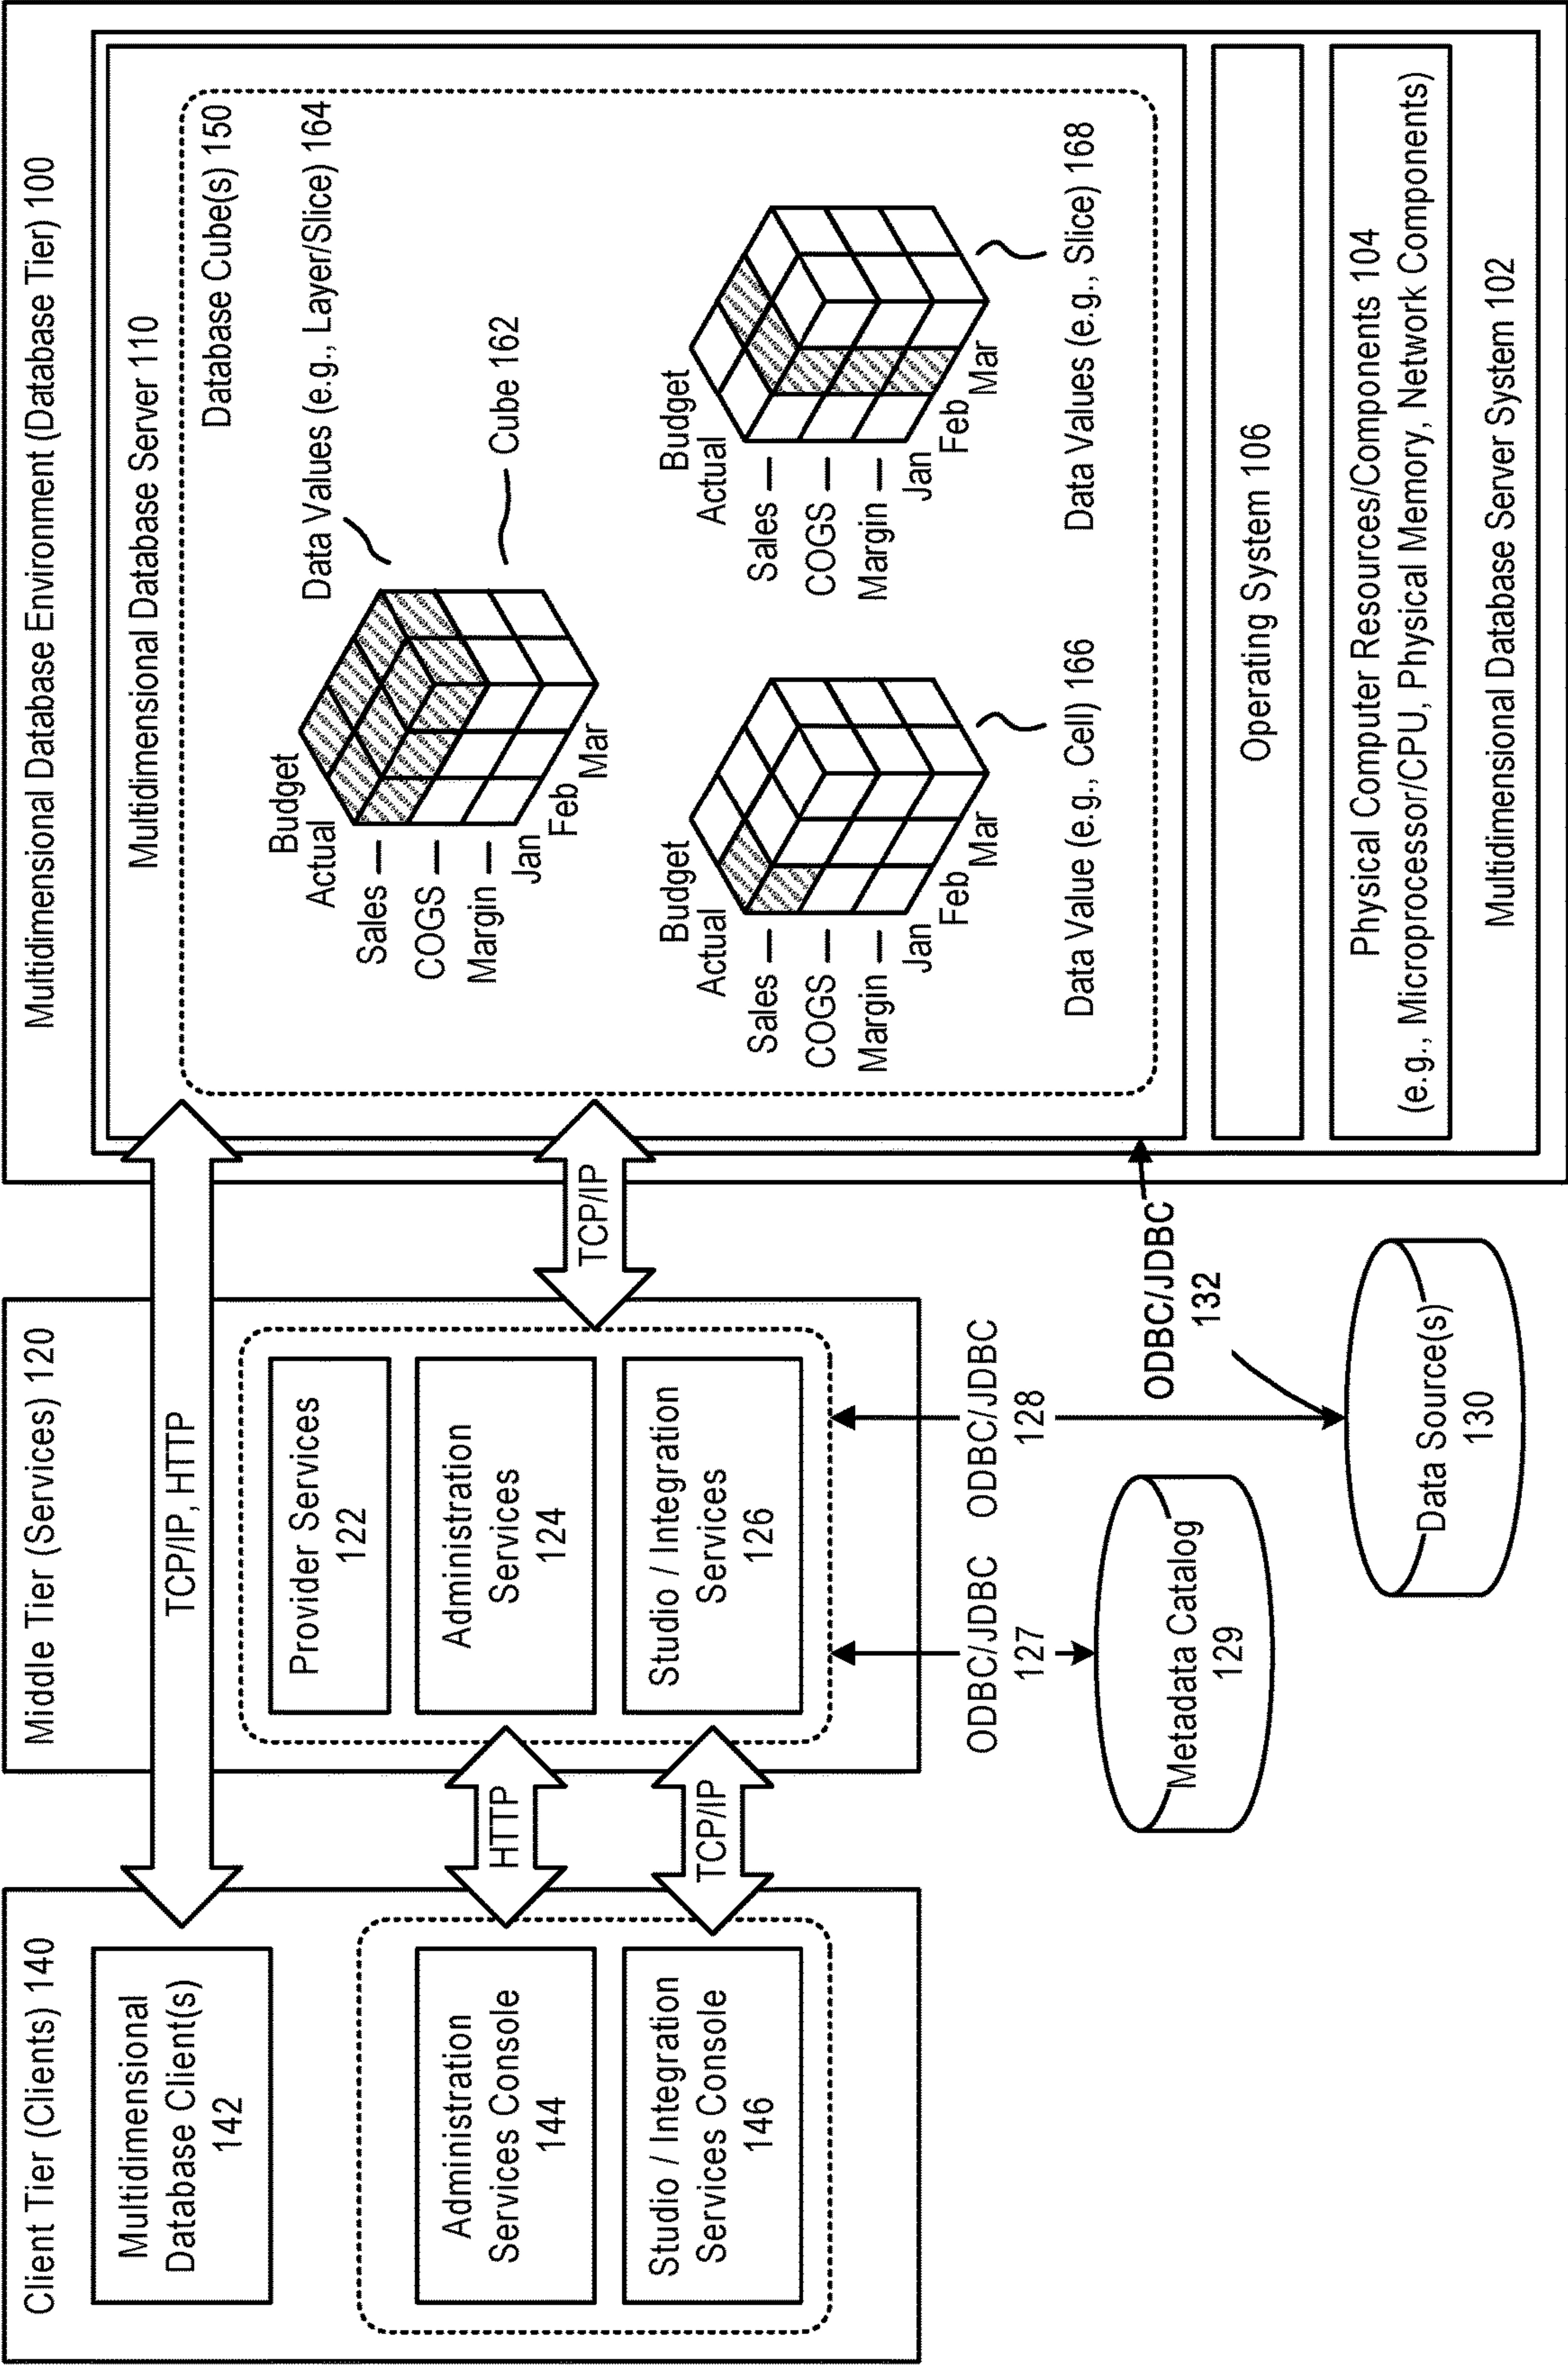 Client Tier (Clients) 140
Multidimensional
Database Client(s)
142
Administration
Services Console
144
Studio / Integration
Services Console
146
TCP/IP, HTTP
HTTP
TCP/IP
Middle Tier (Services) 120
Provider Services
122
Administration
Services
124
Studio / Integration
Services
126
ODBC/JDBC
127
ODBC/JDBC
128
Metadata Catalog
129
Data Source(s)
130
ODBC/JDBC
132
TCP/IP
Multidimensional Database Environment (Database Tier) 100
Multidimensional Database Server 110
Database Cube(s) 150
Data Values (e.g., Layer/Slice) 164
Cube 162
Budget
Actual
Sales
COGS
Margin
Jan
Feb
Mar
Budget
Actual
Sales
COGS
Margin
Jan
Feb
Mar
Data Value (e.g., Cell) 166
Budget
Actual
Sales
COGS
Margin
Jan
Feb
Mar
Data Values (e.g., Slice) 168
Operating System 106
Physical Computer Resources/Components 104
(e.g., Microprocessor/CPU, Physical Memory, Network Components)
Multidimensional Database Server System 102